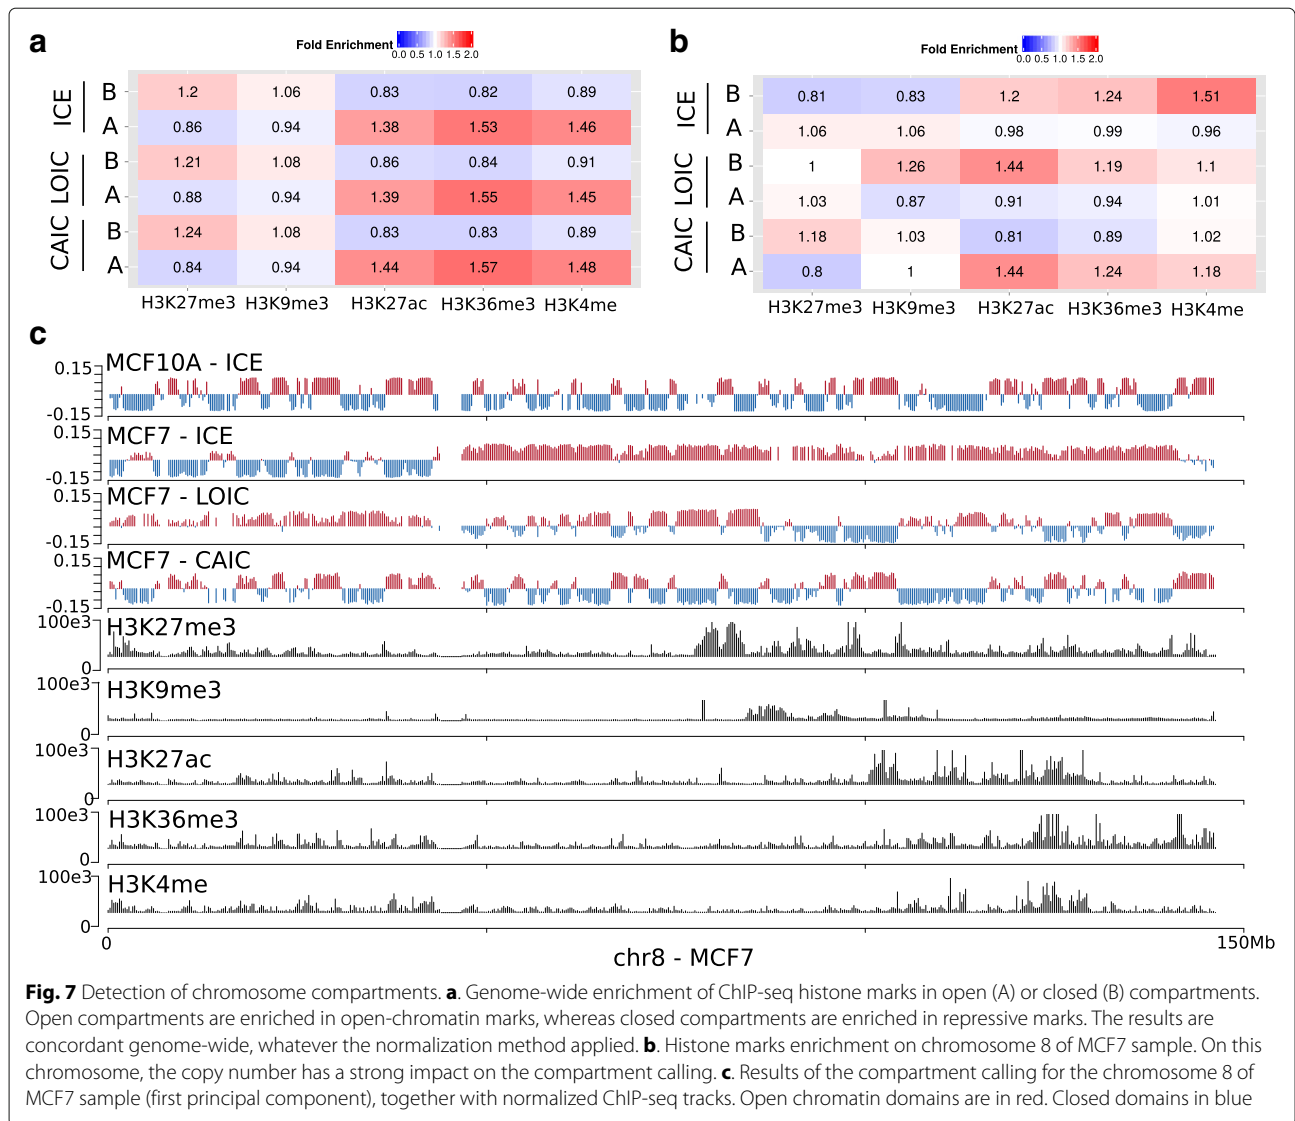 a
Fold Enrichment
0.0 0.5 1.0 1.5 2.0
ICE
B 1.2 1.06 0.83 0.82 0.89
A 0.86 0.94 1.38 1.53 1.46
LOIC
B 1.21 1.08 0.86 0.84 0.91
A 0.88 0.94 1.39 1.55 1.45
CAIC
B 1.24 1.08 0.83 0.83 0.89
A 0.84 0.94 1.44 1.57 1.48
H3K27me3 H3K9me3 H3K27ac H3K36me3 H3K4me
b
Fold Enrichment
0.0 0.5 1.0 1.5 2.0
ICE
B 0.81 0.83 1.2 1.24 1.51
A 1.06 1.06 0.98 0.99 0.96
LOIC
B 1 1.26 1.44 1.19 1.1
A 1.03 0.87 0.91 0.94 1.01
CAIC
B 1.18 1.03 0.81 0.89 1.02
A 0.8 1 1.44 1.24 1.18
H3K27me3 H3K9me3 H3K27ac H3K36me3 H3K4me
c
MCF10A - ICE
0.15
-0.15
MCF7 - ICE
0.15
-0.15
MCF7 - LOIC
0.15
-0.15
MCF7 - CAIC
0.15
-0.15
H3K27me3
100e3
0
H3K9me3
100e3
0
H3K27ac
100e3
0
H3K36me3
100e3
0
H3K4me
100e3
0
0 150Mb
chr8 - MCF7
Fig. 7 Detection of chromosome compartments. a. Genome-wide enrichment of ChIP-seq histone marks in open (A) or closed (B) compartments.
Open compartments are enriched in open-chromatin marks, whereas closed compartments are enriched in repressive marks. The results are
concordant genome-wide, whatever the normalization method applied. b. Histone marks enrichment on chromosome 8 of MCF7 sample. On this
chromosome, the copy number has a strong impact on the compartment calling. c. Results of the compartment calling for the chromosome 8 of
MCF7 sample (first principal component), together with normalized ChIP-seq tracks. Open chromatin domains are in red. Closed domains in blue